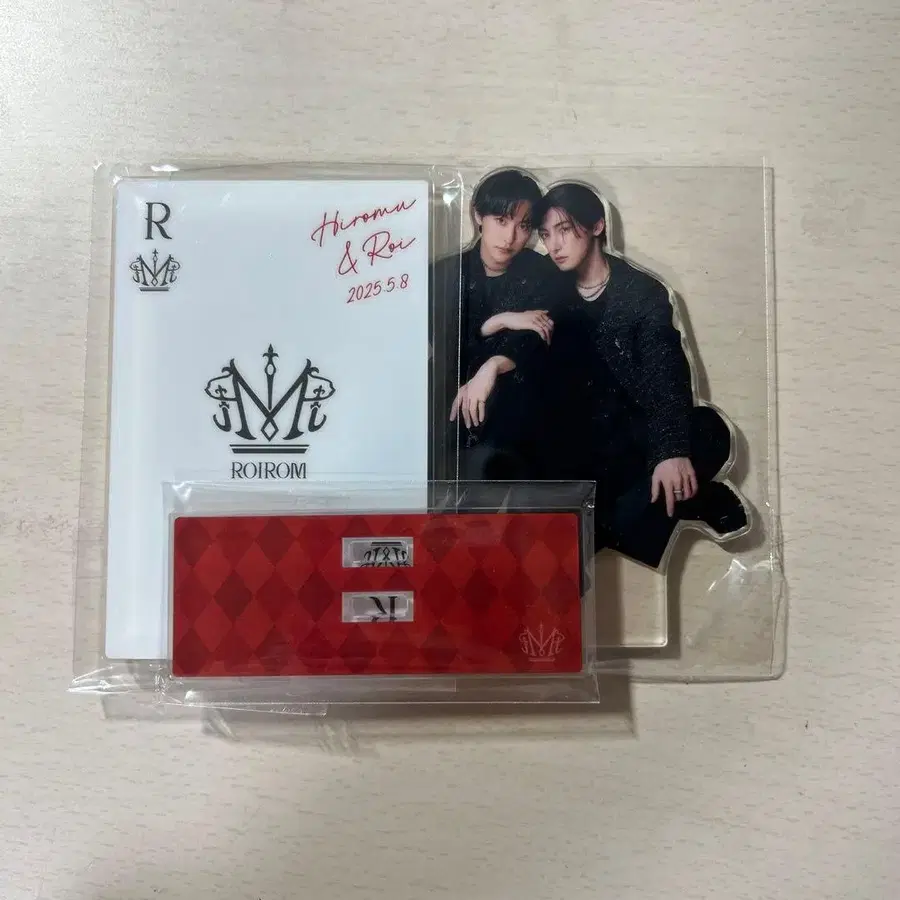 R
Hiromu
& Roi
2025.5.8
ROIROM